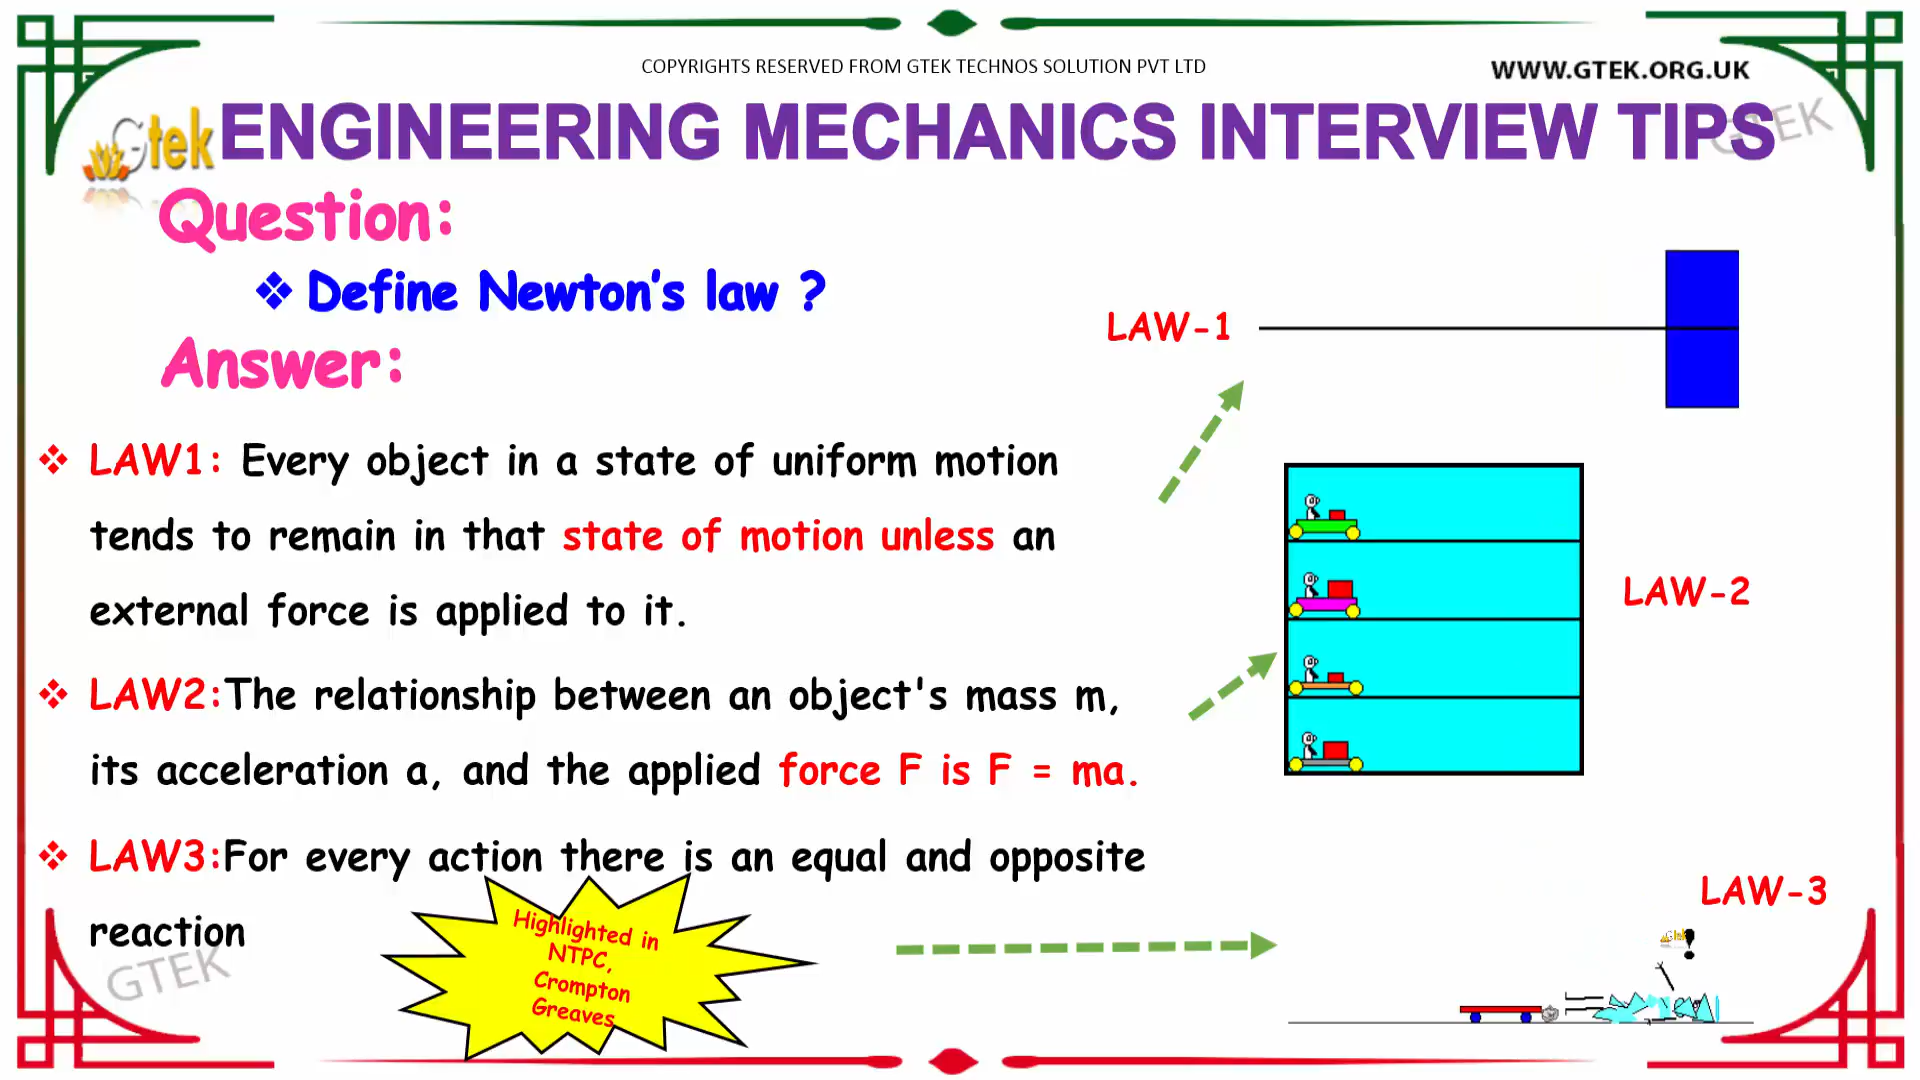 COPYRIGHTS RESERVED FROM GTEK TECHNOS SOLUTION PVT LTD
WWW.GTEK.ORG.UK
Gtek
ENGINEERING MECHANICS INTERVIEW TIPS
GTEK
Question:
❖ Define Newton's law ?
LAW-1
Answer:
❖ LAW1: Every object in a state of uniform motion
tends to remain in that state of motion unless an
external force is applied to it.
LAW-2
❖ LAW2:The relationship between an object's mass m,
its acceleration a, and the applied force F is F = ma.
❖ LAW3:For every action there is an equal and opposite
reaction
LAW-3
GTEK
Highlighted in
NTPC,
Crompton
Greaves
Gtek!